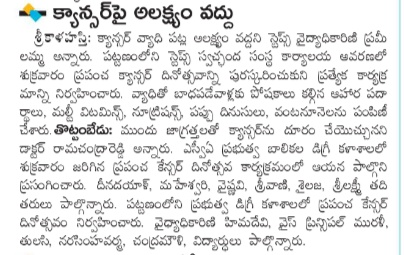 క్యాన్సర్‌పై అలక్ష్యం వద్దు
శ్రీకాళహస్తి: క్యాన్సర్ వ్యాధి పట్ల అలక్ష్యం వద్దని స్టెప్స్ వైద్యాధికారిణి ప్రమీ
లమ్మ అన్నారు. పట్టణంలోని స్టెప్స్ స్వచ్ఛంద సంస్థ కార్యాలయ ఆవరణలో
శుక్రవారం ప్రపంచ క్యాన్సర్ దినోత్సవాన్ని పురస్కరించుకుని ప్రత్యేక కార్యక్ర
మాన్ని నిర్వహించారు. వ్యాధితో బాధపడేవాళ్లకు పోషకాలు కల్గిన ఆహార పదా
ర్థాలు, మల్టీ విటమిన్స్, న్యూట్రిషన్స్, పప్పు దినుసులు, వంటనూనెలను పంపిణీ
చేశారు. తొట్టంబేడు: ముందు జాగ్రత్తలతో క్యాన్సర్‌ను దూరం చేయొచ్చునని
డాక్టర్ రామచంద్రారెడ్డి అన్నారు. ఎస్వీఏ ప్రభుత్వ బాలికల డిగ్రీ కళాశాలలో
శుక్రవారం జరిగిన ప్రపంచ కేన్సర్ దినోత్సవ కార్యక్రమంలో ఆయన పాల్గొని
ప్రసంగించారు. దీనదయాళ్, మహేశ్వరి, వైష్ణవి, శ్రీవాణి, శైలజ, శ్రీలక్ష్మీ తది
తరులు పాల్గొన్నారు. పట్టణంలోని ప్రభుత్వ డిగ్రీ కళాశాలలో ప్రపంచ కేన్సర్
దినోత్సవం నిర్వహించారు. వైద్యాధికారిణి హిమదేవి, వైస్ ప్రిన్సిపల్ మురళీ,
తులసి, నరసింహవర్మ, చంద్రమౌళి, విద్యార్థులు పాల్గొన్నారు.